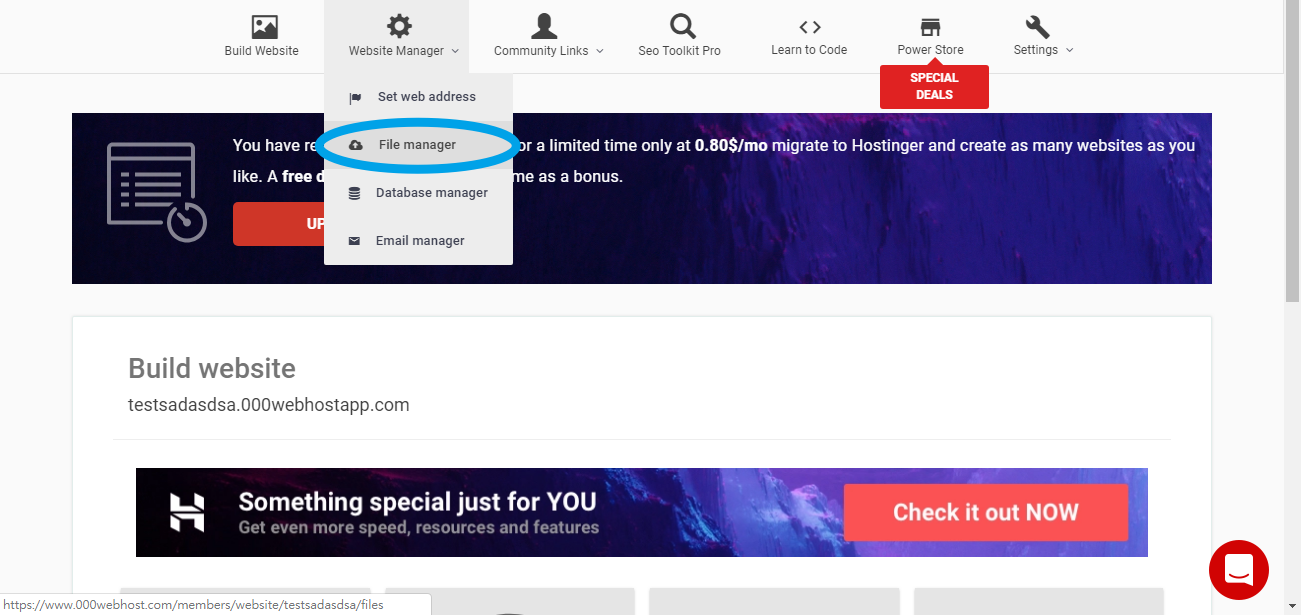 Build Website
Website Manager
Community Links
Seo Toolkit Pro
Learn to Code
Power Store
Settings
SPECIAL
DEALS
Set web address
File manager
Database manager
Email manager
You have re or a limited time only at 0.80$/mo migrate to Hostinger and create as many websites as you
like. A free d me as a bonus.
UP
Build website
testsadasdsa.000webhostapp.com
Something special just for YOU
Get even more speed, resources and features
Check it out NOW
https://www.000webhost.com/members/website/testsadasdsa/files